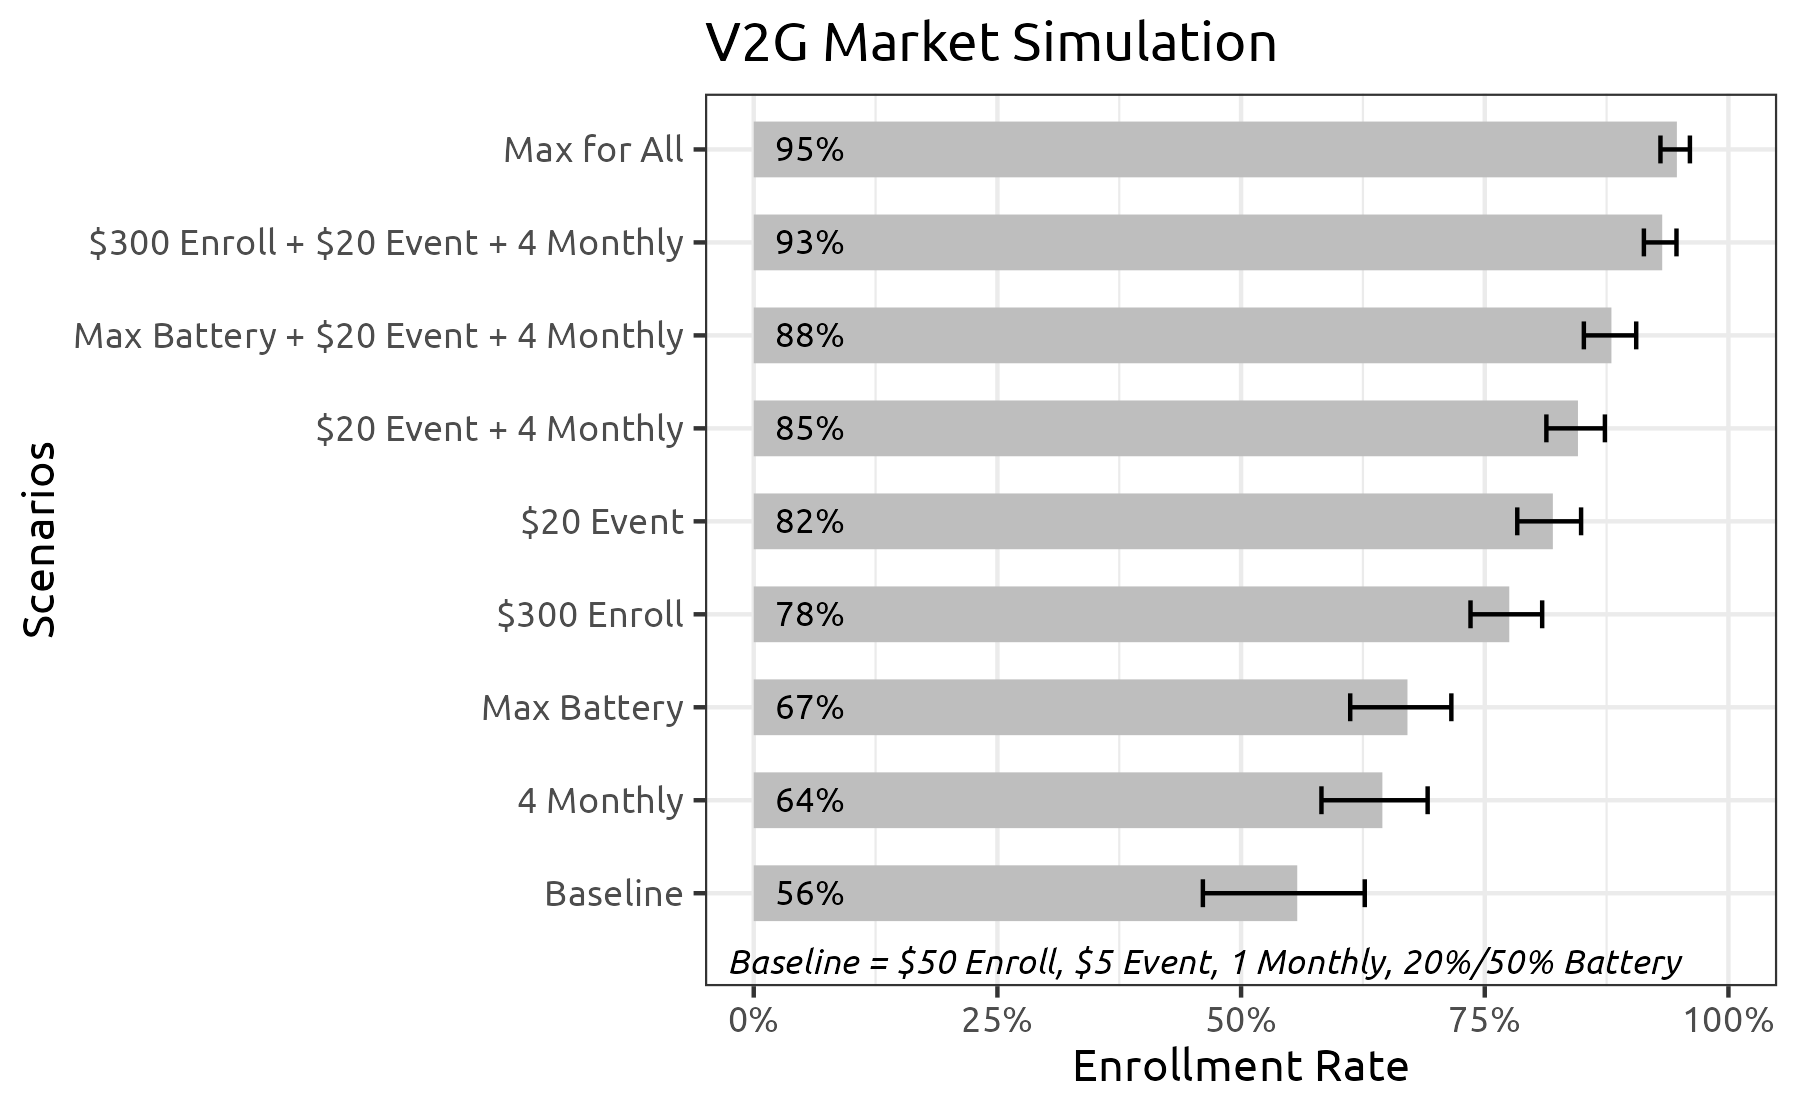 V2G Market Simulation
Max for All
95%
$300 Enroll + $20 Event + 4 Monthly
93%
Max Battery + $20 Event + 4 Monthly
88%
$20 Event + 4 Monthly
85%
$20 Event
82%
$300 Enroll
78%
Max Battery
67%
4 Monthly
64%
Baseline
56%
Baseline = $50 Enroll, $5 Event, 1 Monthly, 20%/50% Battery
0% 25% 50% 75% 100%
Enrollment Rate
Scenarios